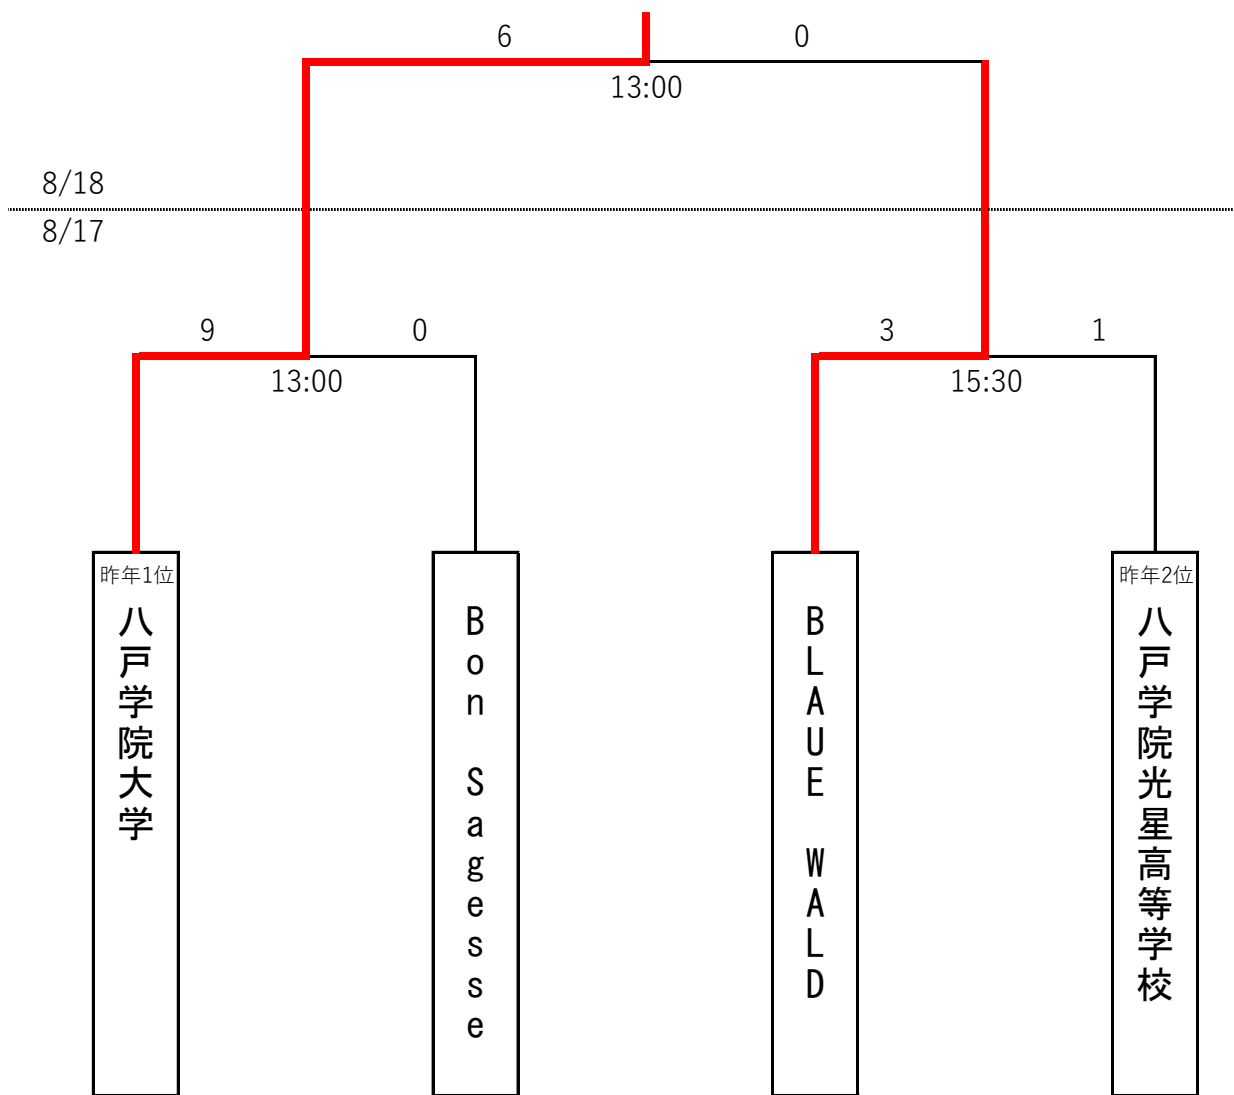 6 0
13:00
8/18
8/17
9 0 3 1
13:00 15:30
昨年1位
八戸学院大学
Bon Sagesse
BLAUE WALD
昨年2位
八戸学院光星高等学校